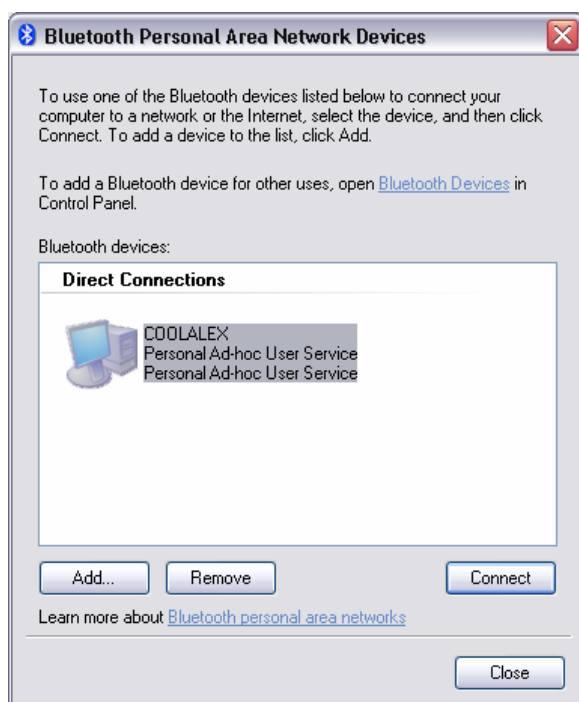 Bluetooth Personal Area Network Devices
To use one of the Bluetooth devices listed below to connect your
computer to a network or the Internet, select the device, and then click
Connect. To add a device to the list, click Add.
To add a Bluetooth device for other uses, open Bluetooth Devices in
Control Panel.
Bluetooth devices:
Direct Connections
COOLALEX
Personal Ad-hoc User Service
Personal Ad-hoc User Service
Add... Remove Connect
Learn more about Bluetooth personal area networks
Close